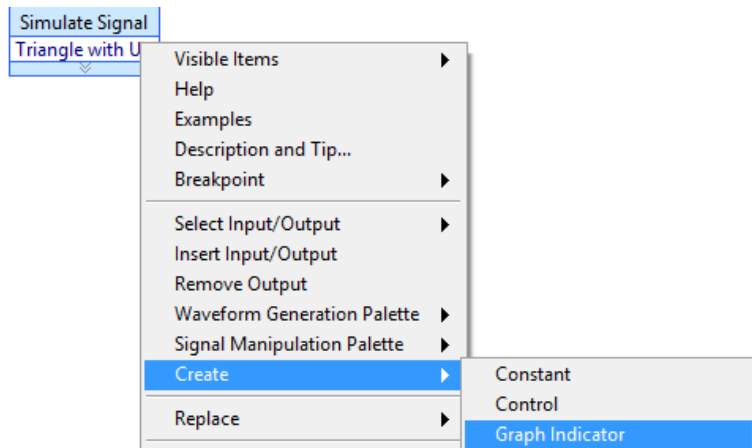 Simulate Signal
Triangle with U
Visible Items
Help
Examples
Description and Tip...
Breakpoint
Select Input/Output
Insert Input/Output
Remove Output
Waveform Generation Palette
Signal Manipulation Palette
Create
Constant
Control
Replace
Graph Indicator